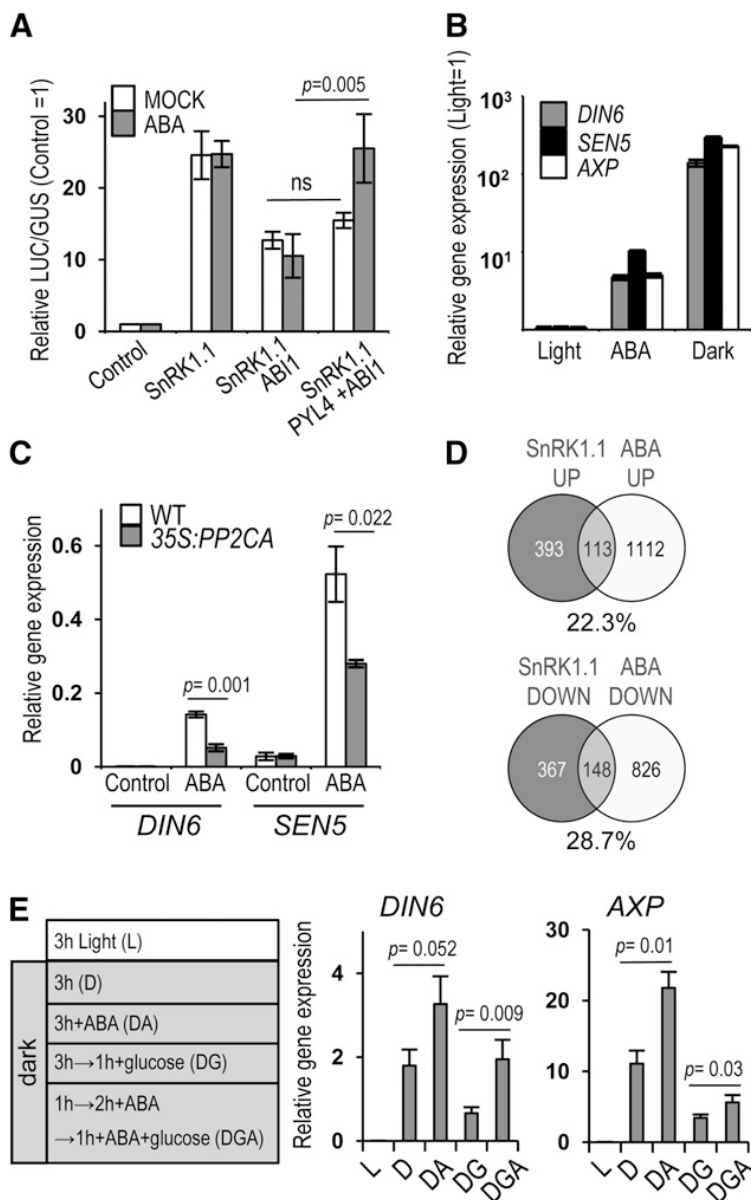 A
Relative LUC/GUS (Control =1)
MOCK
ABA
p=0.005
ns
30
20
10
0
Control
SnRK1.1
SnRK1.1
ABI1
SnRK1.1
PYL4 +ABI1
B
Relative gene expression (Light=1)
10³
10²
10¹
DIN6
SEN5
AXP
Light
ABA
Dark
C
Relative gene expression
WT
35S:PP2CA
p= 0.022
p= 0.001
0.6
0.4
0.2
0
Control
ABA
Control
ABA
DIN6
SEN5
D
SnRK1.1 ABA
UP UP
393 113 1112
22.3%
SnRK1.1 ABA
DOWN DOWN
367 148 826
28.7%
E
dark
3h Light (L)
3h (D)
3h+ABA (DA)
3h→1h+glucose (DG)
1h→2h+ABA
→1h+ABA+glucose (DGA)
Relative gene expression
DIN6
p= 0.052
p= 0.009
4
2
0
L
D
DA
DG
DGA
AXP
p= 0.01
p= 0.03
30
20
10
0
L
D
DA
DG
DGA